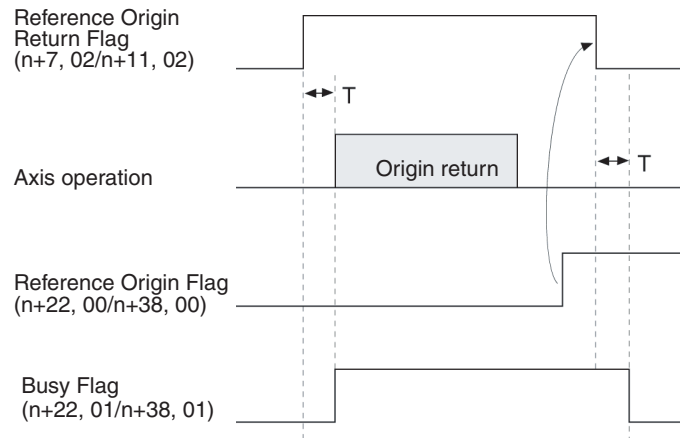 Reference Origin
Return Flag
(n+7, 02/n+11, 02)
T
Axis operation
Origin return
T
Reference Origin Flag
(n+22, 00/n+38, 00)
Busy Flag
(n+22, 01/n+38, 01)